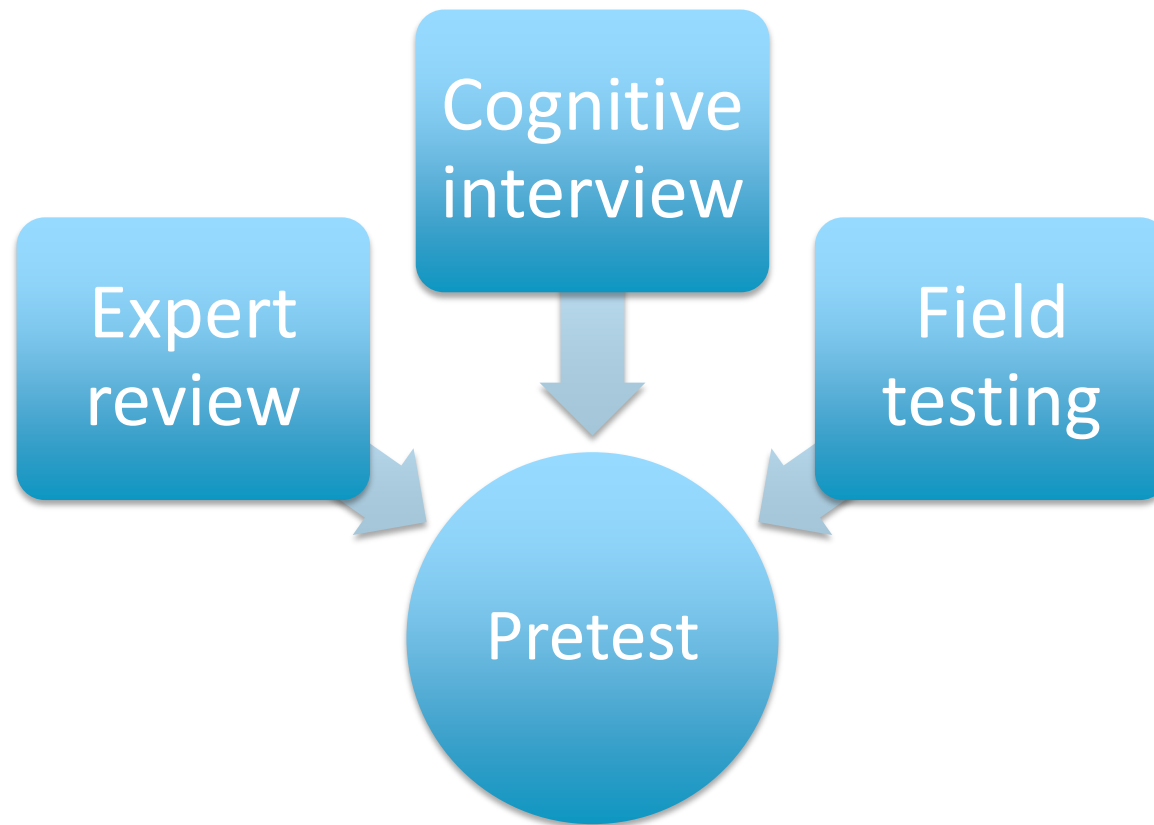 Cognitive
interview
Expert
review
Field
testing
Pretest